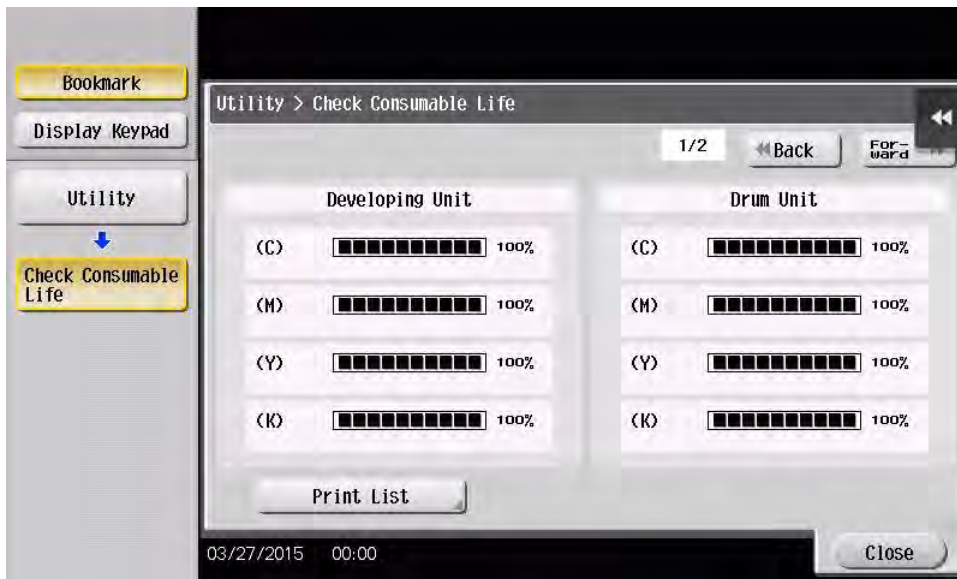 Bookmark
Display Keypad
Utility
Check Consumable
Life
Utility > Check Consumable Life
1/2
Back
For-
ward
Developing Unit
Drum Unit
(C) 100%
(C) 100%
(M) 100%
(M) 100%
(Y) 100%
(Y) 100%
(K) 100%
(K) 100%
Print List
03/27/2015 00:00
Close